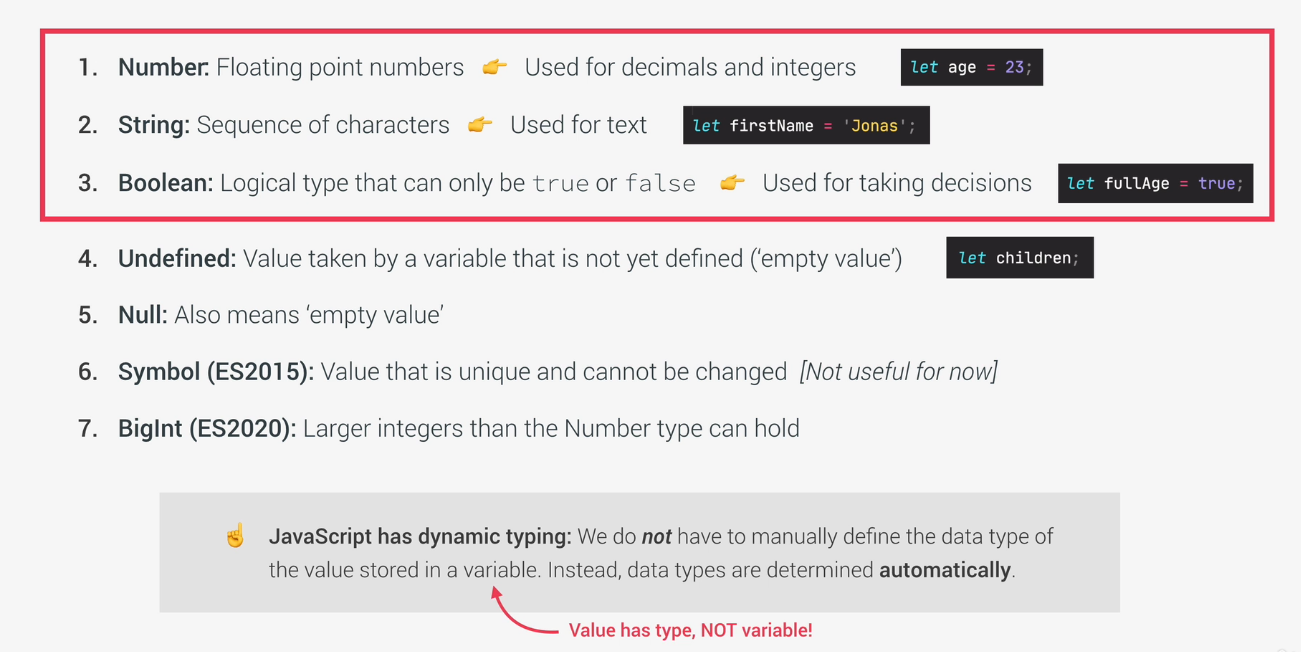 1. Number: Floating point numbers 👉 Used for decimals and integers let age = 23;
2. String: Sequence of characters 👉 Used for text let firstName = 'Jonas';
3. Boolean: Logical type that can only be true or false 👉 Used for taking decisions let fullAge = true;
4. Undefined: Value taken by a variable that is not yet defined (‘empty value’) let children;
5. Null: Also means ‘empty value’
6. Symbol (ES2015): Value that is unique and cannot be changed [Not useful for now]
7. BigInt (ES2020): Larger integers than the Number type can hold
☝️ JavaScript has dynamic typing: We do not have to manually define the data type of
the value stored in a variable. Instead, data types are determined automatically.
Value has type, NOT variable!